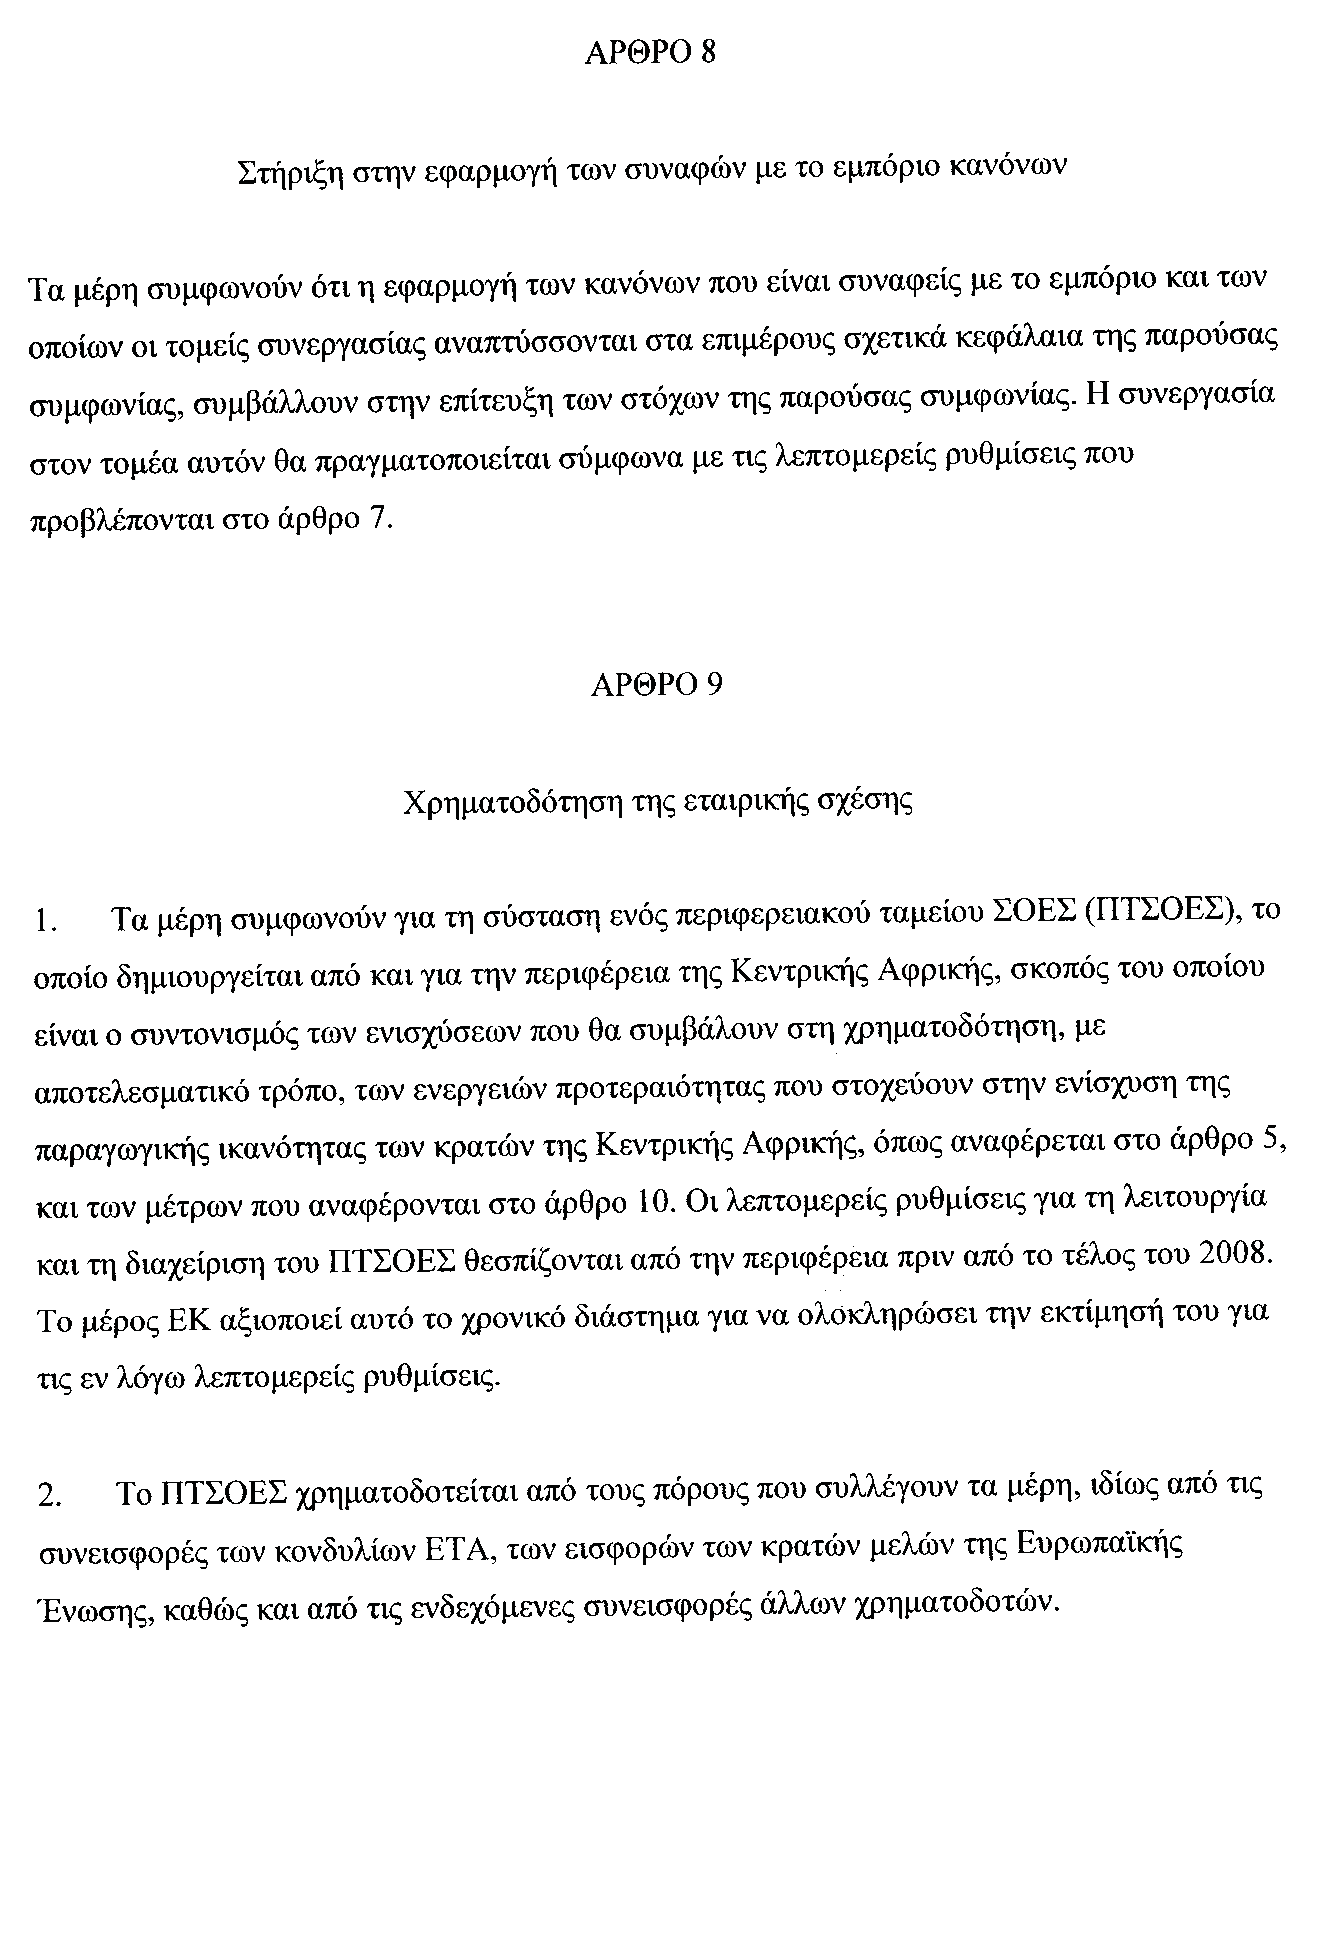 ΑΡΘΡΟ 8
Στήριξη στην εφαρμογή των συναφών με το εμπόριο κανόνων
Τα μέρη συμφωνούν ότι η εφαρμογή των κανόνων που είναι συναφείς με το εμπόριο και των
οποίων οι τομείς συνεργασίας αναπτύσσονται στα επιμέρους σχετικά κεφάλαια της παρούσας
συμφωνίας, συμβάλλουν στην επίτευξη των στόχων της παρούσας συμφωνίας. Η συνεργασία
στον τομέα αυτόν θα πραγματοποιείται σύμφωνα με τις λεπτομερείς ρυθμίσεις που
προβλέπονται στο άρθρο 7.
ΑΡΘΡΟ 9
Χρηματοδότηση της εταιρικής σχέσης
1. Τα μέρη συμφωνούν για τη σύσταση ενός περιφερειακού ταμείου ΣΟΕΣ (ΠΤΣΟΕΣ), το
οποίο δημιουργείται από και για την περιφέρεια της Κεντρικής Αφρικής, σκοπός του οποίου
είναι ο συντονισμός των ενισχύσεων που θα συμβάλουν στη χρηματοδότηση, με
αποτελεσματικό τρόπο, των ενεργειών προτεραιότητας που στοχεύουν στην ενίσχυση της
παραγωγικής ικανότητας των κρατών της Κεντρικής Αφρικής, όπως αναφέρεται στο άρθρο 5,
και των μέτρων που αναφέρονται στο άρθρο 10. Οι λεπτομερείς ρυθμίσεις για τη λειτουργία
και τη διαχείριση του ΠΤΣΟΕΣ θεσπίζονται από την περιφέρεια πριν από το τέλος του 2008.
Το μέρος ΕΚ αξιοποιεί αυτό το χρονικό διάστημα για να ολοκληρώσει την εκτίμησή του για
τις εν λόγω λεπτομερείς ρυθμίσεις.
2. Το ΠΤΣΟΕΣ χρηματοδοτείται από τους πόρους που συλλέγουν τα μέρη, ιδίως από τις
συνεισφορές των κονδυλίων ΕΤΑ, των εισφορών των κρατών μελών της Ευρωπαϊκής
Ένωσης, καθώς και από τις ενδεχόμενες συνεισφορές άλλων χρηματοδοτών.